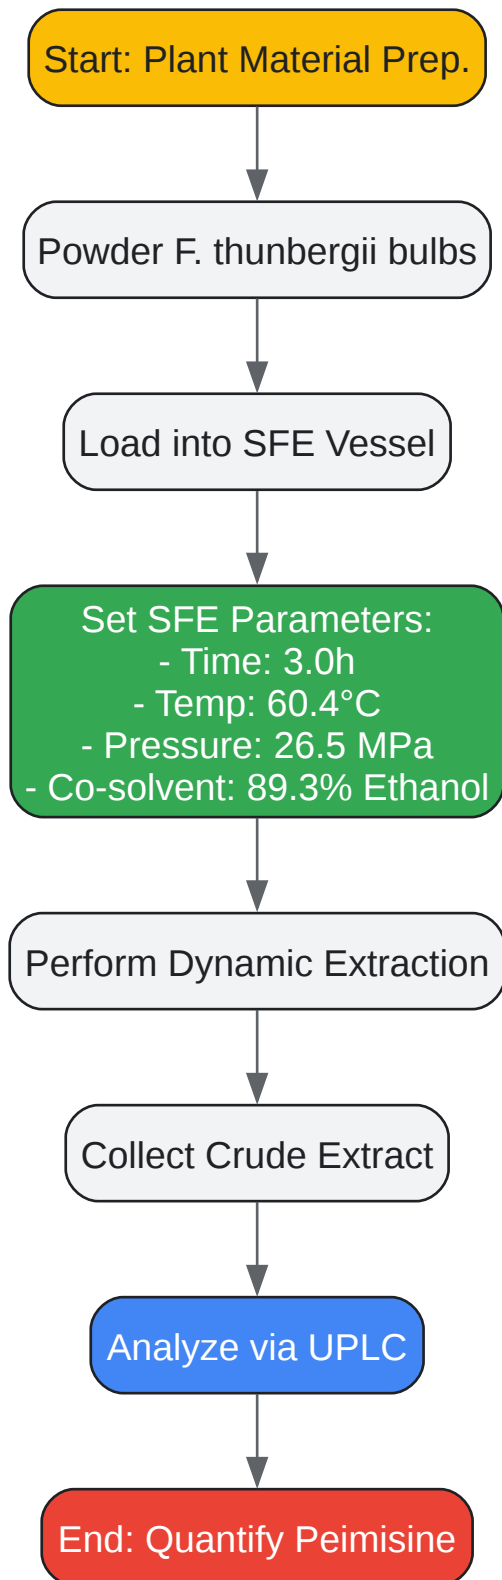 Start: Plant Material Prep.
Powder F. thunbergii bulbs
Load into SFE Vessel
Set SFE Parameters:
- Time: 3.0h
- Temp: 60.4°C
- Pressure: 26.5 MPa
- Co-solvent: 89.3% Ethanol
Perform Dynamic Extraction
Collect Crude Extract
Analyze via UPLC
End: Quantify Peimisine